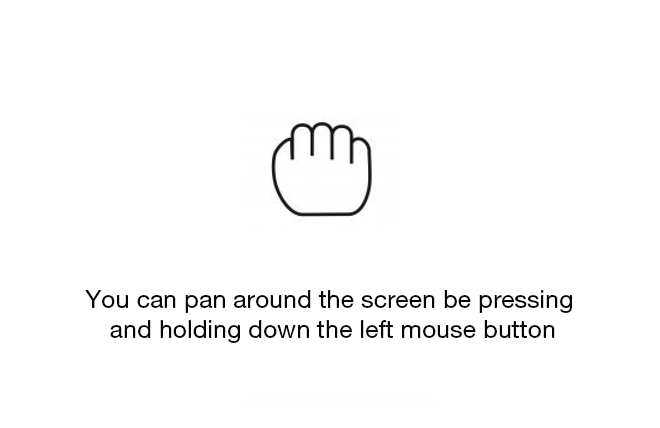 You can pan around the screen be pressing
and holding down the left mouse button